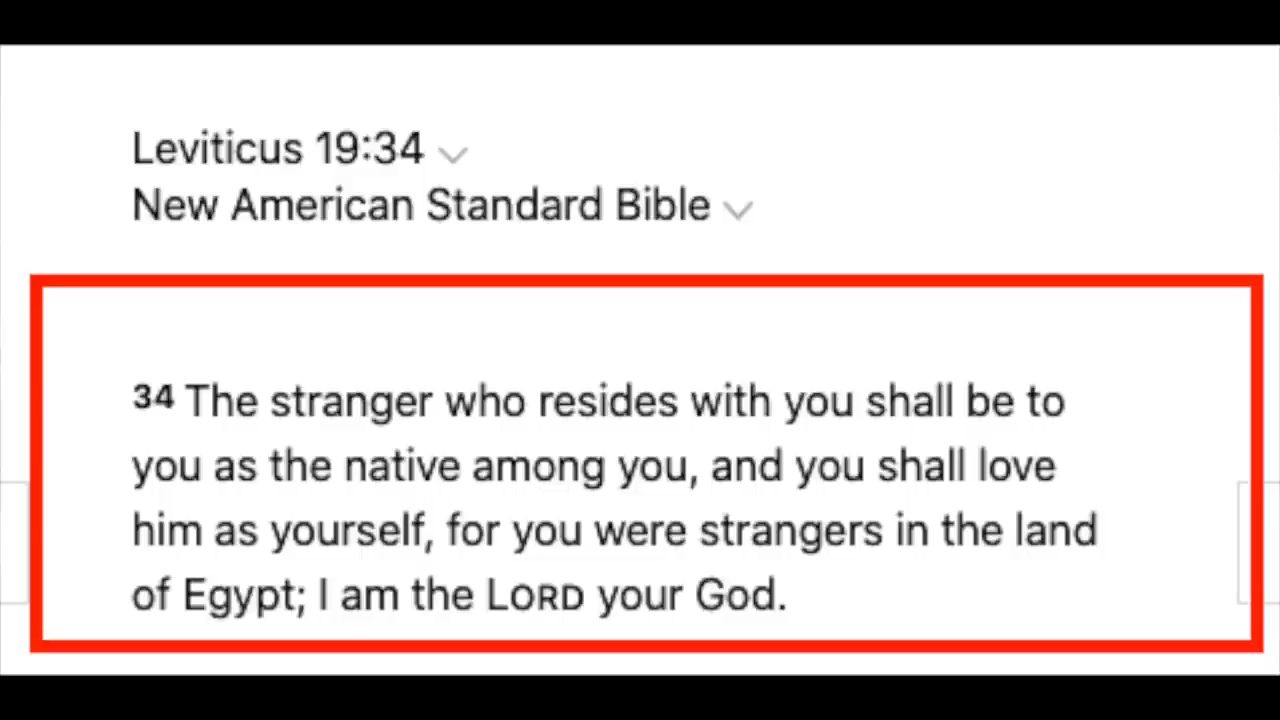 Leviticus 19:34
New American Standard Bible
34 The stranger who resides with you shall be to
you as the native among you, and you shall love
him as yourself, for you were strangers in the land
of Egypt; I am the LORD your God.